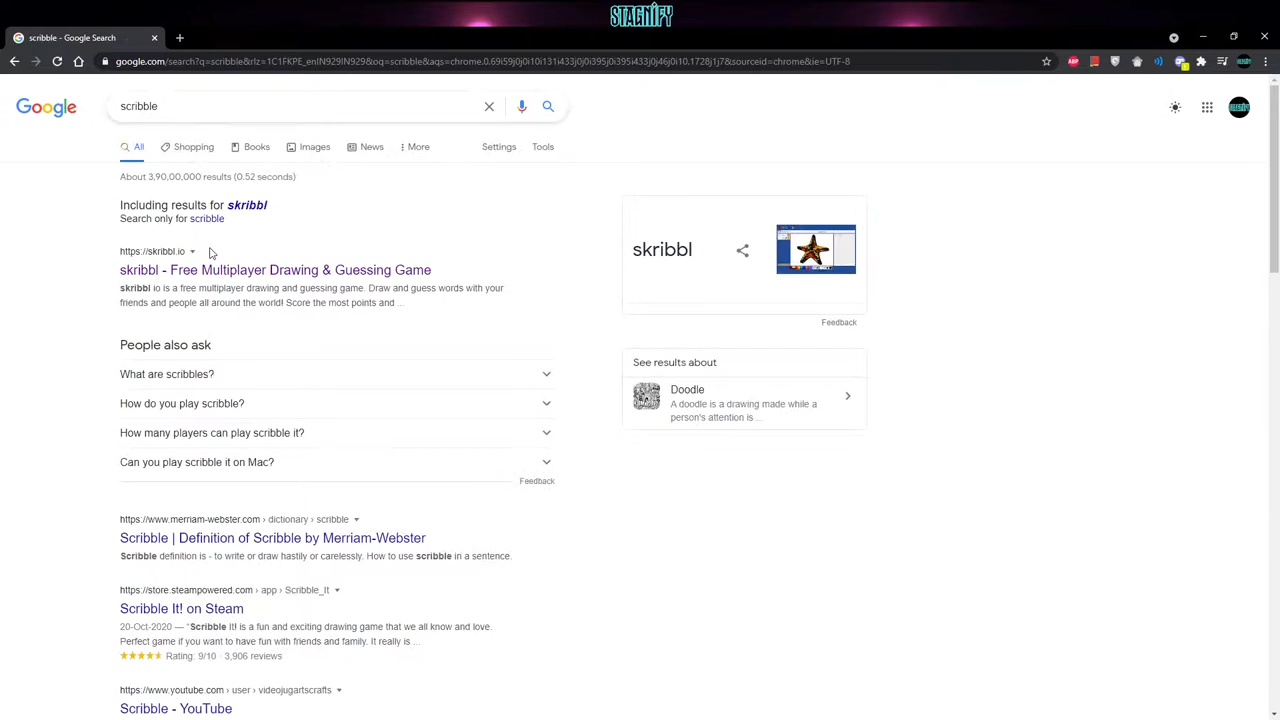 STAGNIFY
scribble - Google Search
google.com/search?q=scribble&rlz=1C1FKPE_enIN929IN929&oq=scribble&aqs=chrome.0.69i59j0j0i131i433j0j0i395j0i395i433j0j46j0i10.1728j1j7&sourceid=chrome&ie=UTF-8
Google
scribble
All Shopping Books Images News More Settings Tools
About 3,90,00,000 results (0.52 seconds)
Including results for skribbl
Search only for scribble
https://skribbl.io
skribbl - Free Multiplayer Drawing & Guessing Game
skribbl io is a free multiplayer drawing and guessing game. Draw and guess words with your
friends and people all around the world! Score the most points and ...
People also ask
What are scribbles?
How do you play scribble?
How many players can play scribble it?
Can you play scribble it on Mac?
Feedback
https://www.merriam-webster.com › dictionary › scribble
Scribble | Definition of Scribble by Merriam-Webster
Scribble definition is - to write or draw hastily or carelessly. How to use scribble in a sentence.
https://store.steampowered.com › app › Scribble_It
Scribble It! on Steam
20-Oct-2020 — "Scribble It! is a fun and exciting drawing game that we all know and love.
Perfect game if you want to have fun with friends and family. It really is ...
Rating: 9/10 · 3,906 reviews
https://www.youtube.com › user › videojugartscrafts
Scribble - YouTube
skribbl
Feedback
See results about
Doodle
A doodle is a drawing made while a
person's attention is ...